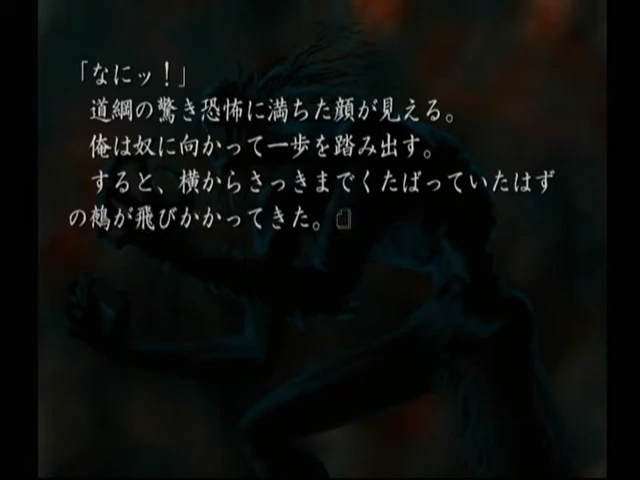 「なにッ！」
道綱の驚き恐怖に満ちた顔が見える。
俺は奴に向かって一歩を踏み出す。
すると、横からさっきまでくたばっていたはず
の鵺が飛びかかってきた。